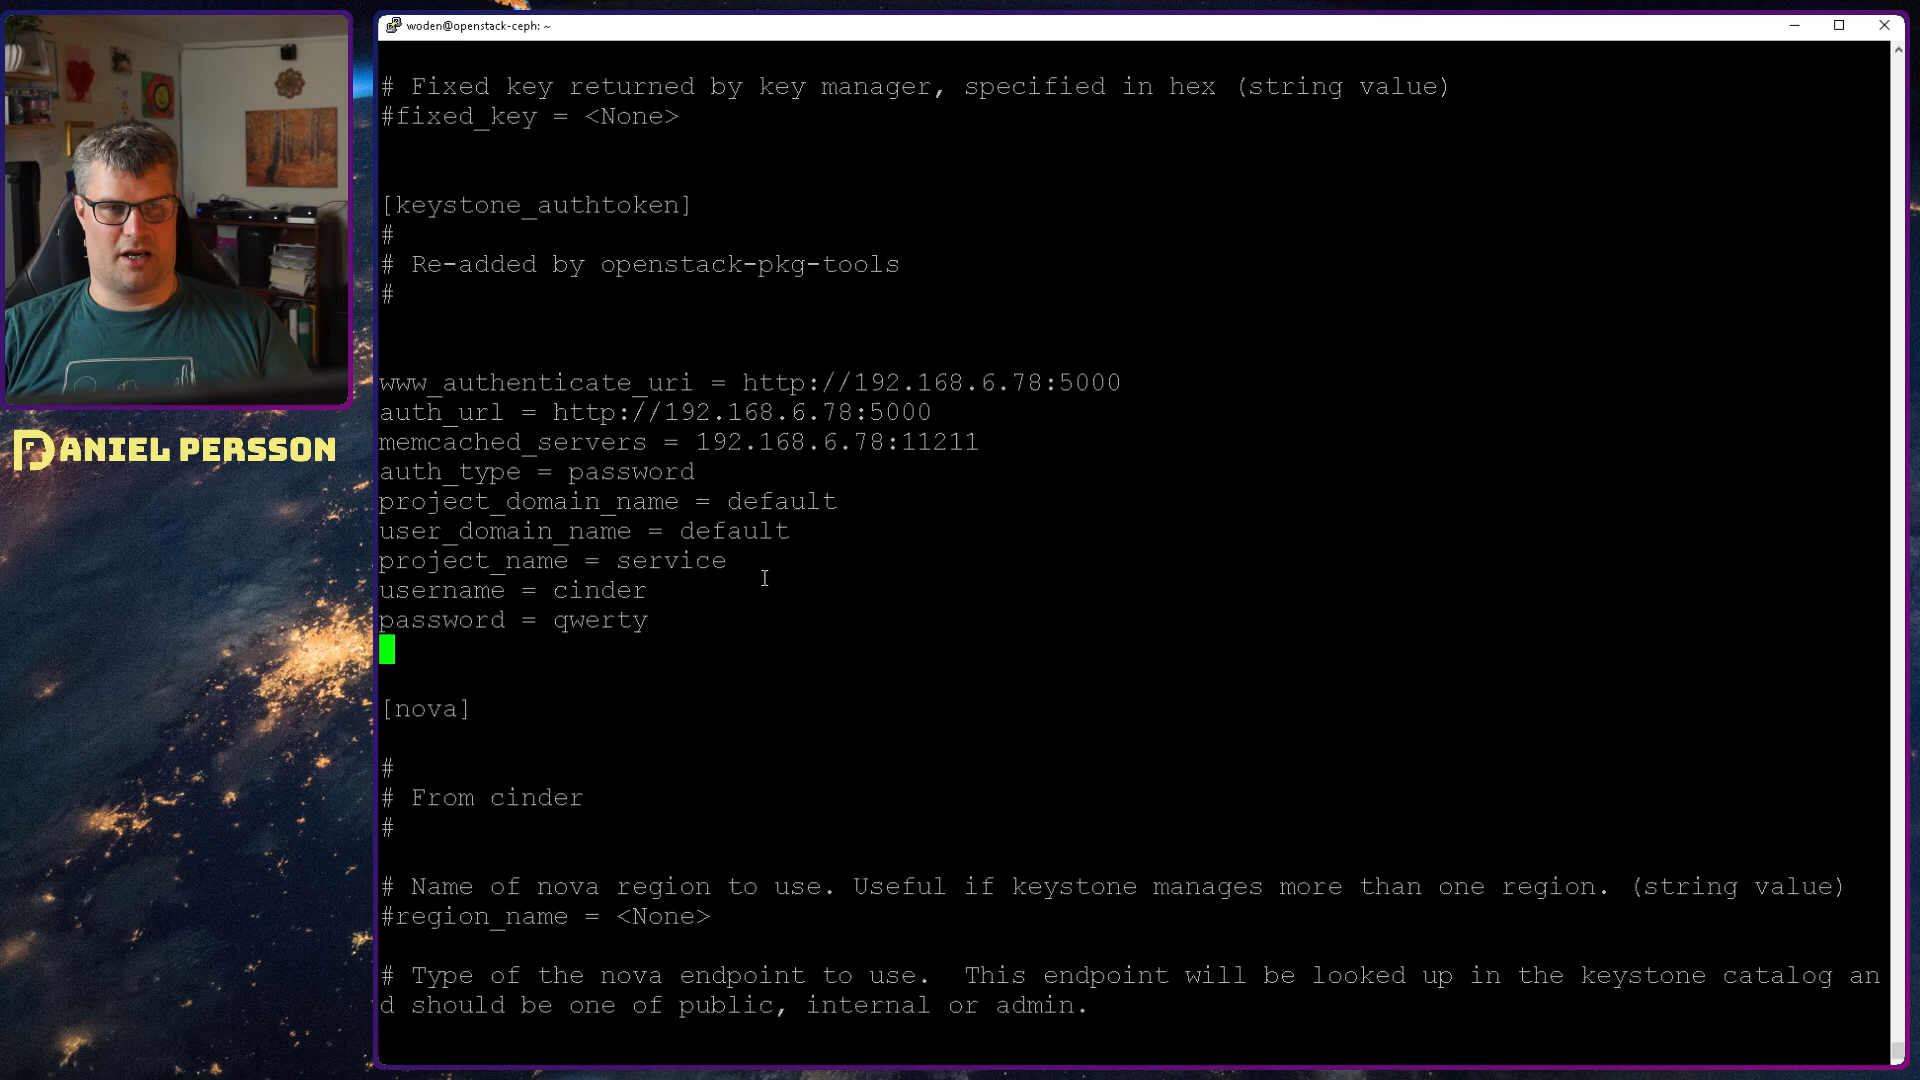 woden@openstack-ceph: ~
# Fixed key returned by key manager, specified in hex (string value)
#fixed_key = <None>
[keystone_authtoken]
#
# Re-added by openstack-pkg-tools
#
www_authenticate_uri = http://192.168.6.78:5000
auth_url = http://192.168.6.78:5000
memcached_servers = 192.168.6.78:11211
auth_type = password
project_domain_name = default
user_domain_name = default
project_name = service
username = cinder
password = qwerty
[nova]
#
# From cinder
#
# Name of nova region to use. Useful if keystone manages more than one region. (string value)
#region_name = <None>
# Type of the nova endpoint to use.  This endpoint will be looked up in the keystone catalog an
d should be one of public, internal or admin.
DANIEL PERSSON